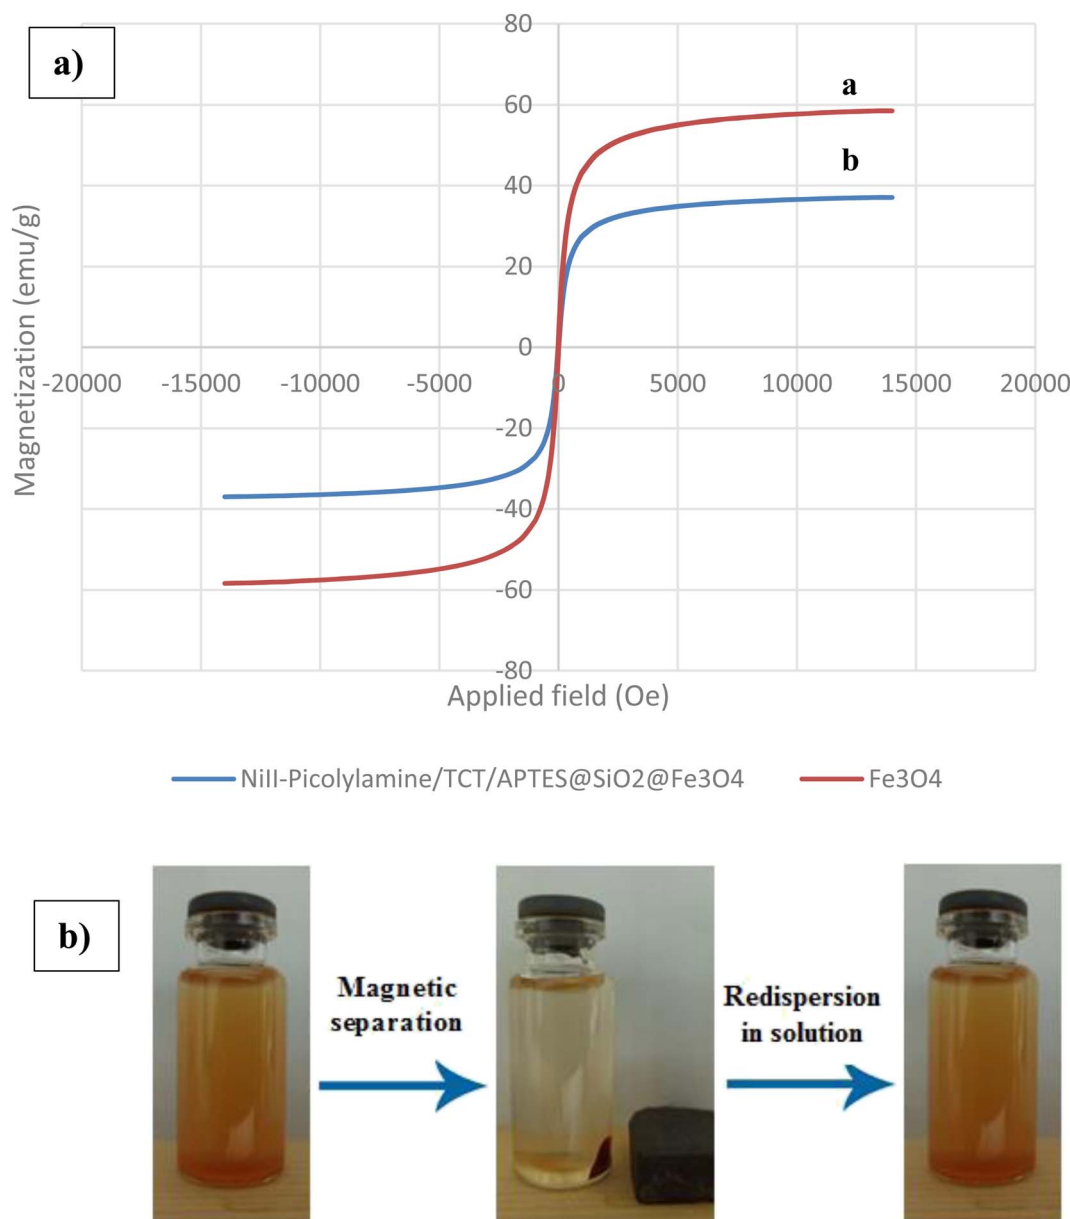 a)
80
60
40
20
0
-20
-40
-60
-80
-20000 -15000 -10000 -5000 0 5000 10000 15000 20000
Magnetization (emu/g)
Applied field (Oe)
a
b
NiII-Picolylamine/TCT/APTES@SiO2@Fe3O4 Fe3O4
b)
Magnetic
separation
Redispersion
in solution